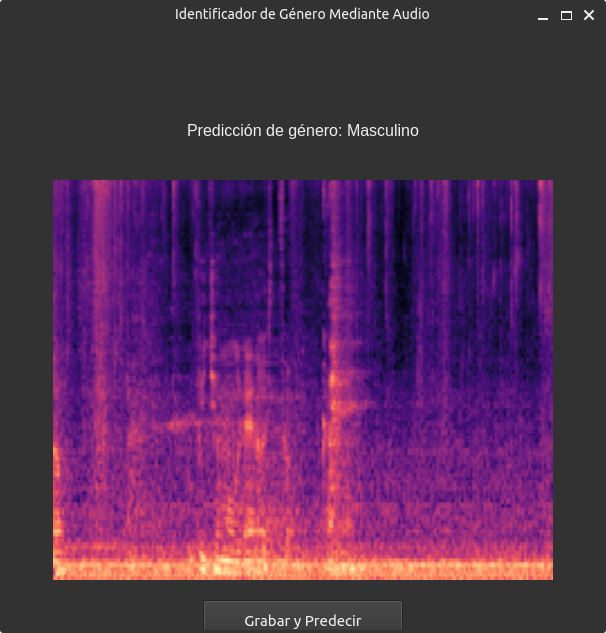 Identificador de Género Mediante Audio
Predicción de género: Masculino
Grabar y Predecir